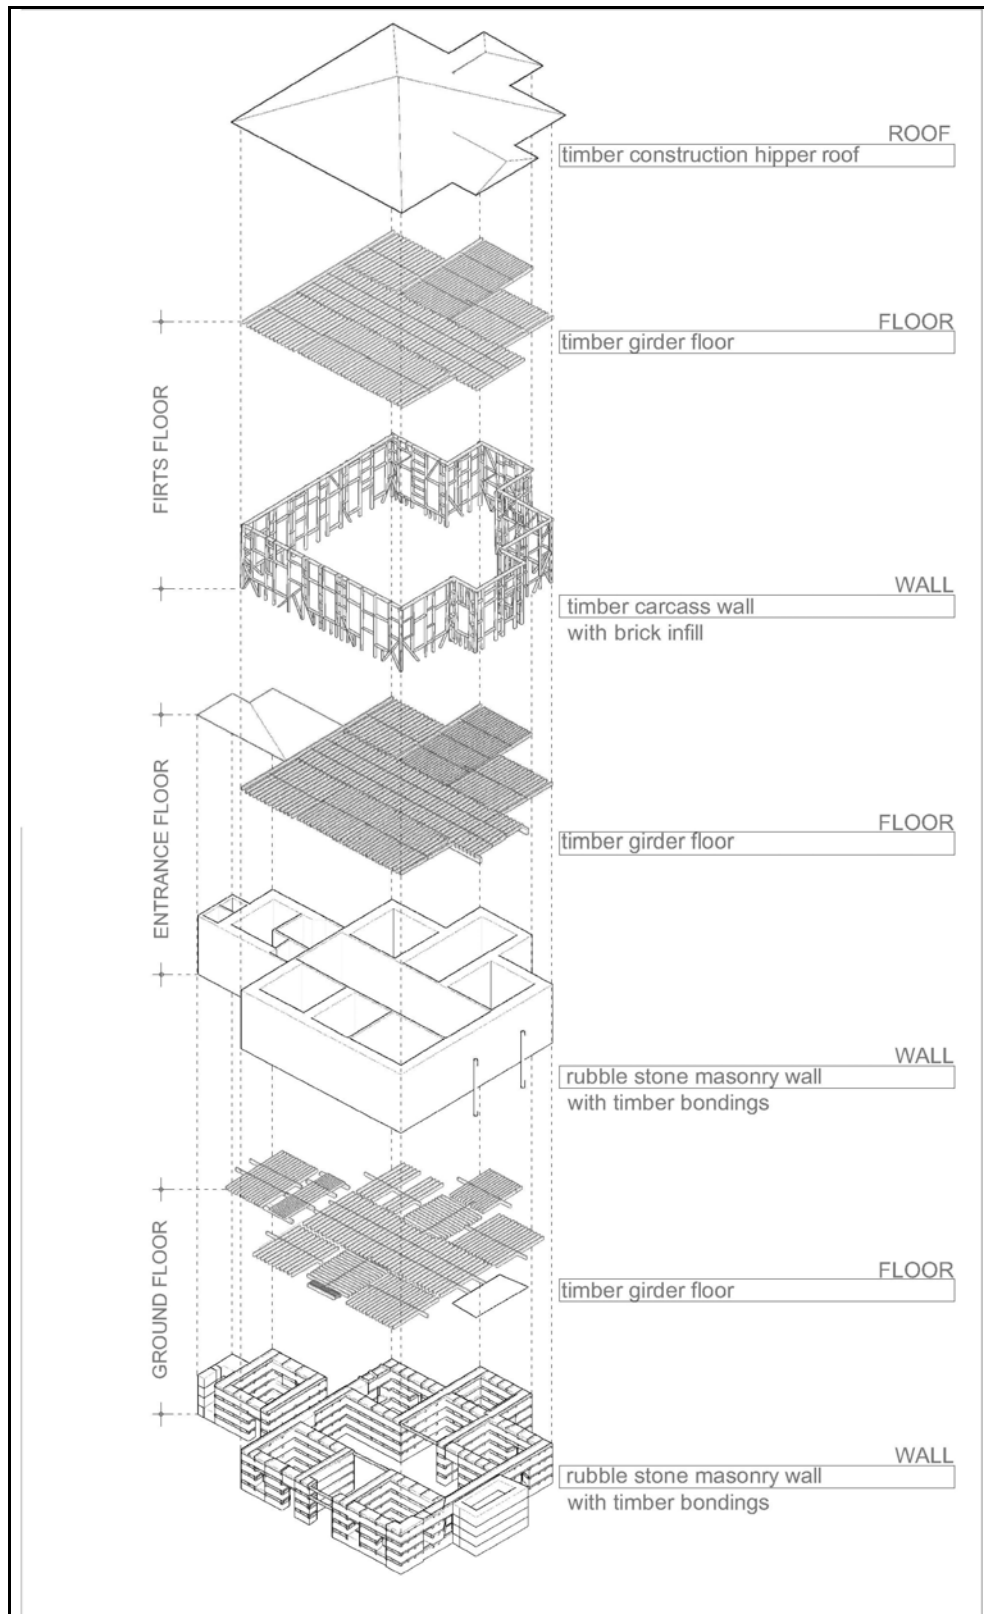 ROOF
timber construction hipper roof
FLOOR
timber girder floor
FIRTS FLOOR
WALL
timber carcass wall
with brick infill
ENTRANCE FLOOR
FLOOR
timber girder floor
WALL
rubble stone masonry wall
with timber bondings
GROUND FLOOR
FLOOR
timber girder floor
WALL
rubble stone masonry wall
with timber bondings